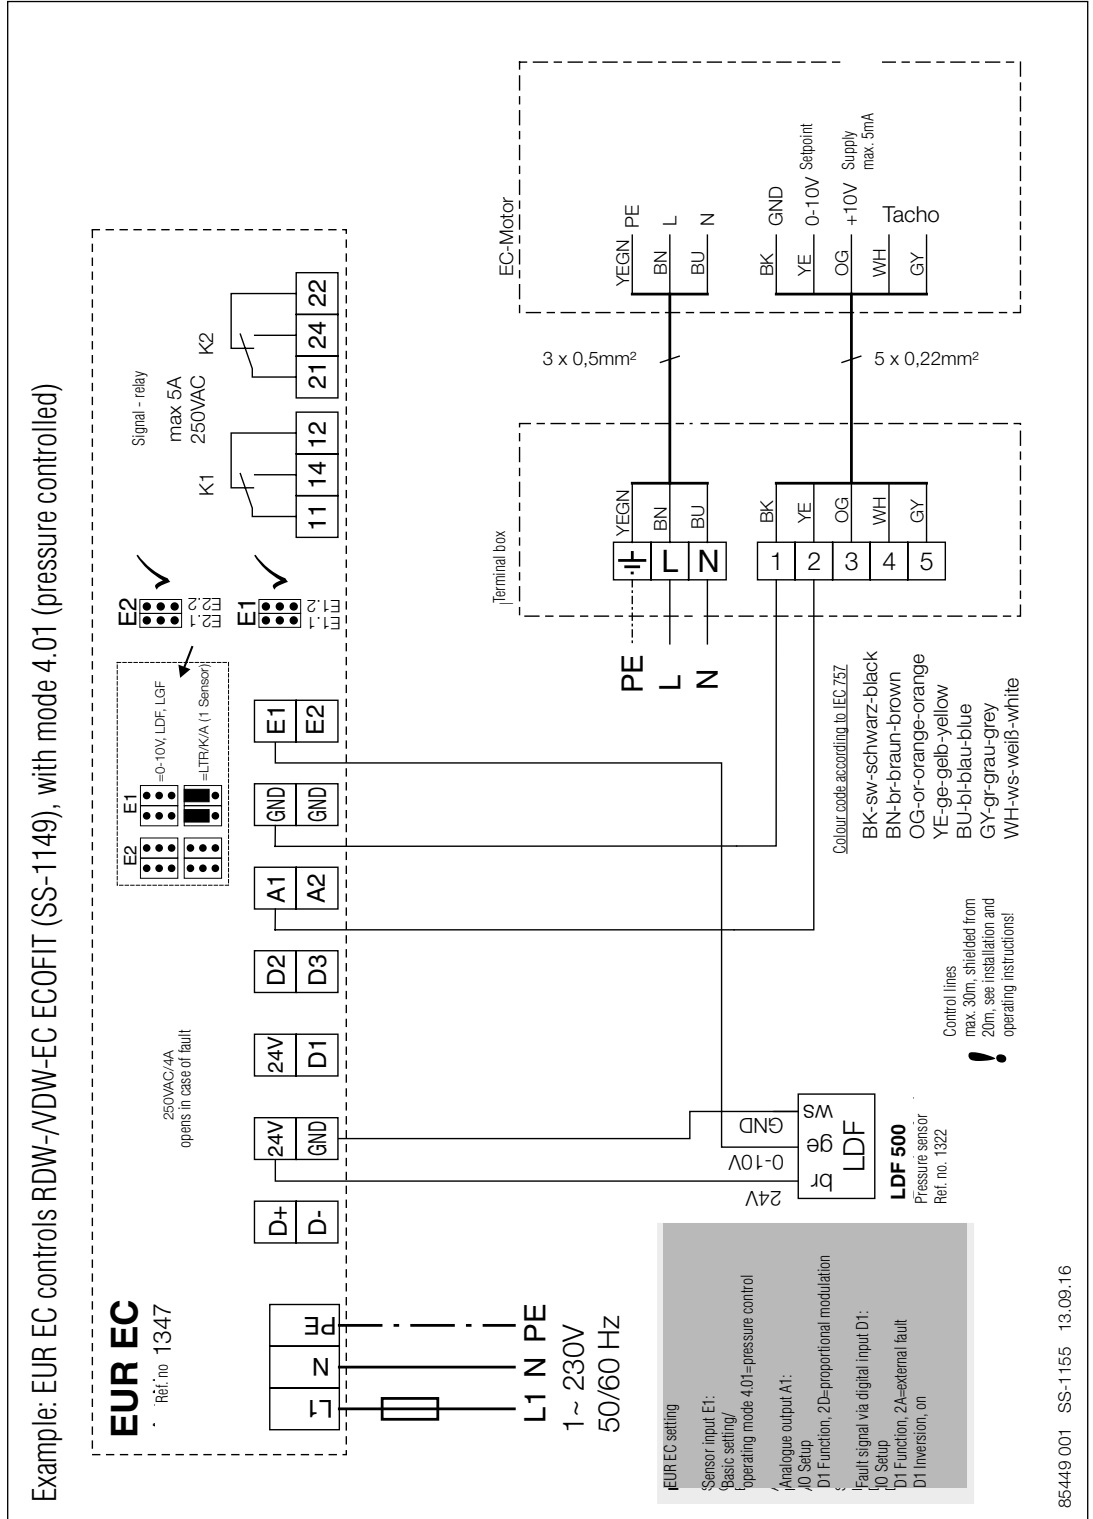 Example: EUR EC controls RDW-/VDW-EC ECOFIT (SS-1149), with mode 4.01 (pressure controlled)
EUR EC
Ref. no 1347
250VAC/4A
opens in case of fault
E2
E1
=0-10V, LDF, LGF
=LTR/K/A (1 Sensor)
E2
E2.1
E2.2
E1
E1.1
E1.2
Signal - relay
max 5A
250VAC
K1
K2
L1
N
PE
D+
D-
24V
GND
24V
D1
D2
D3
A1
A2
GND
GND
E1
E2
11
14
12
21
24
22
L1 N PE
1~ 230V
50/60 Hz
24V
0-10V
GND
br
ge
ws
LDF
LDF 500
Pressure sensor
Ref. no. 1322
Control lines
max. 30m, shielded from
20m, see installation and
operating instructions!
Colour code according to IEC 757
BK-sw-schwarz-black
BN-br-braun-brown
OG-or-orange-orange
YE-ge-gelb-yellow
BU-bl-blau-blue
GY-gr-grau-grey
WH-ws-weiß-white
PE
L
N
Terminal box
L
N
YEGN
BN
BU
1
2
3
4
5
BK
YE
OG
WH
GY
3 x 0,5mm²
5 x 0,22mm²
EC-Motor
YEGN
BN
BU
PE
L
N
BK
YE
OG
WH
GY
GND
0-10V Setpoint
+10V Supply
max. 5mA
Tacho
EUR EC setting
Sensor input E1:
Basic setting/
operating mode 4.01=pressure control
Analogue output A1:
IO Setup
D1 Function, 2D=proportional modulation
Fault signal via digital input D1:
IO Setup
D1 Function, 2A=external fault
D1 Inversion, on
85449 001 SS-1155 13.09.16